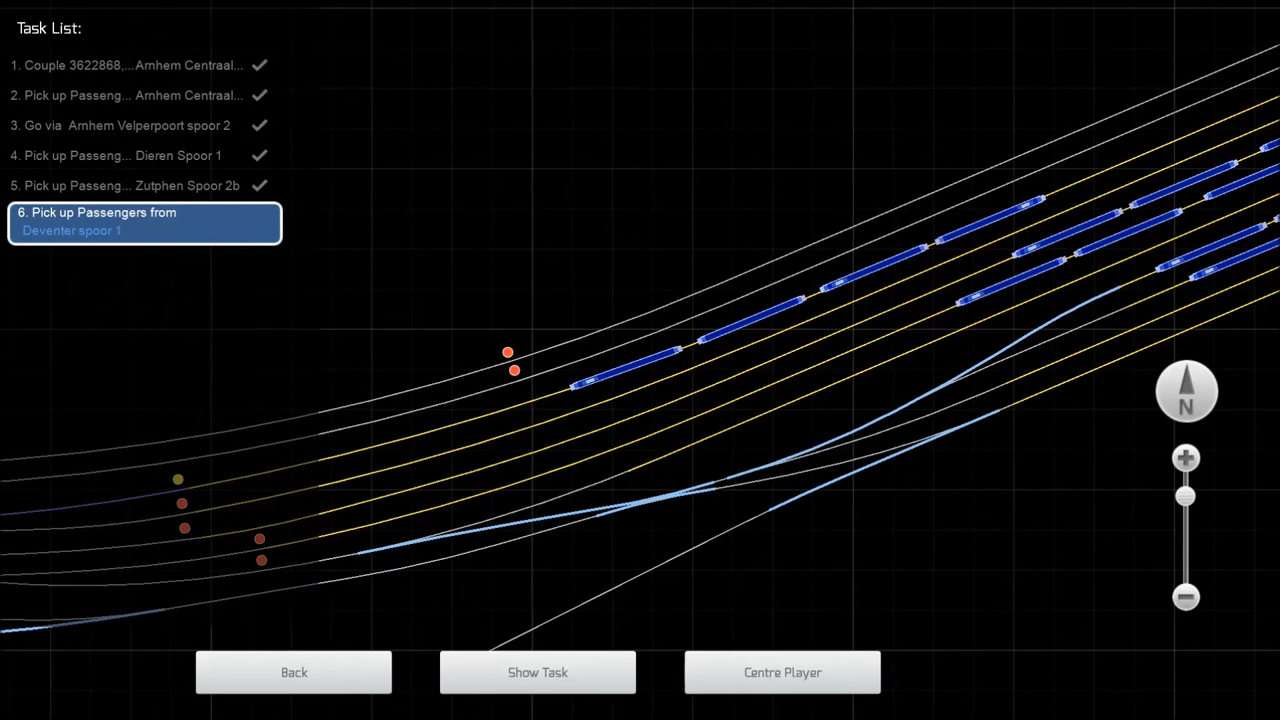 Task List:
1. Couple 3622868,...Arnhem Centraal...
2. Pick up Passeng... Arnhem Centraal...
3. Go via  Arnhem Velperpoort spoor 2
4. Pick up Passeng... Dieren Spoor 1
5. Pick up Passeng... Zutphen Spoor 2b
6. Pick up Passengers from
Deventer spoor 1
N
Back
Show Task
Centre Player